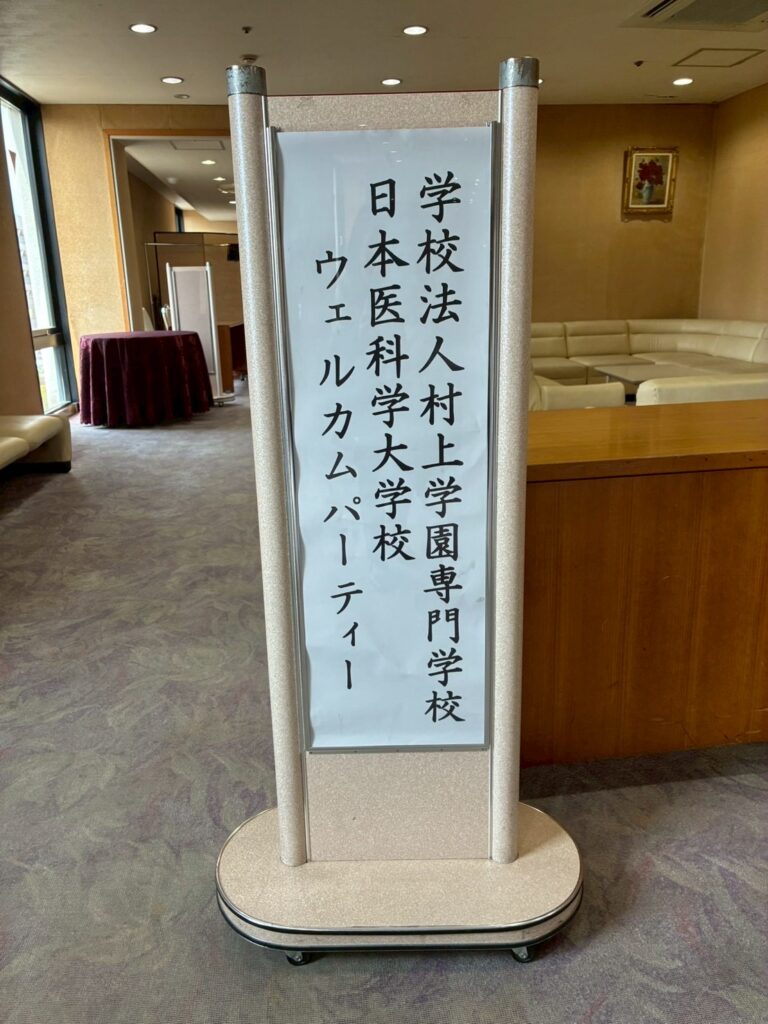 学校法人村上学園専門学校
日本医科学大学校
ウェルカムパーティー